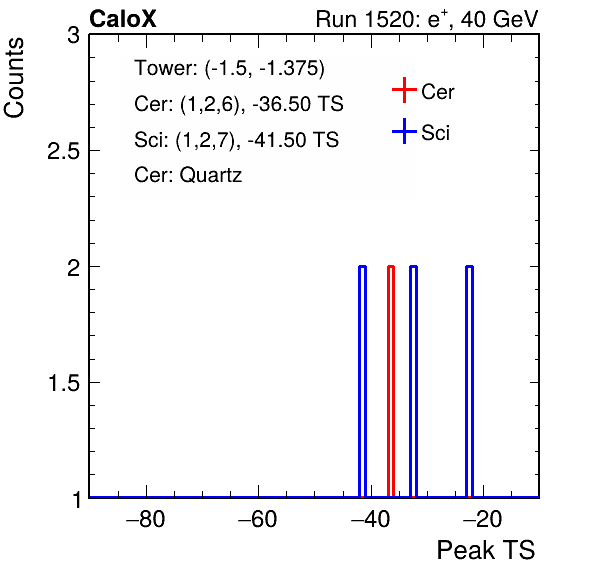 CaloX Run 1520: e⁺, 40 GeV
Counts
Tower: (-1.5, -1.375)
Cer: (1,2,6), -36.50 TS
Sci: (1,2,7), -41.50 TS
Cer: Quartz
Cer
Sci
3
2.5
2
1.5
1
−80 −60 −40 −20
Peak TS